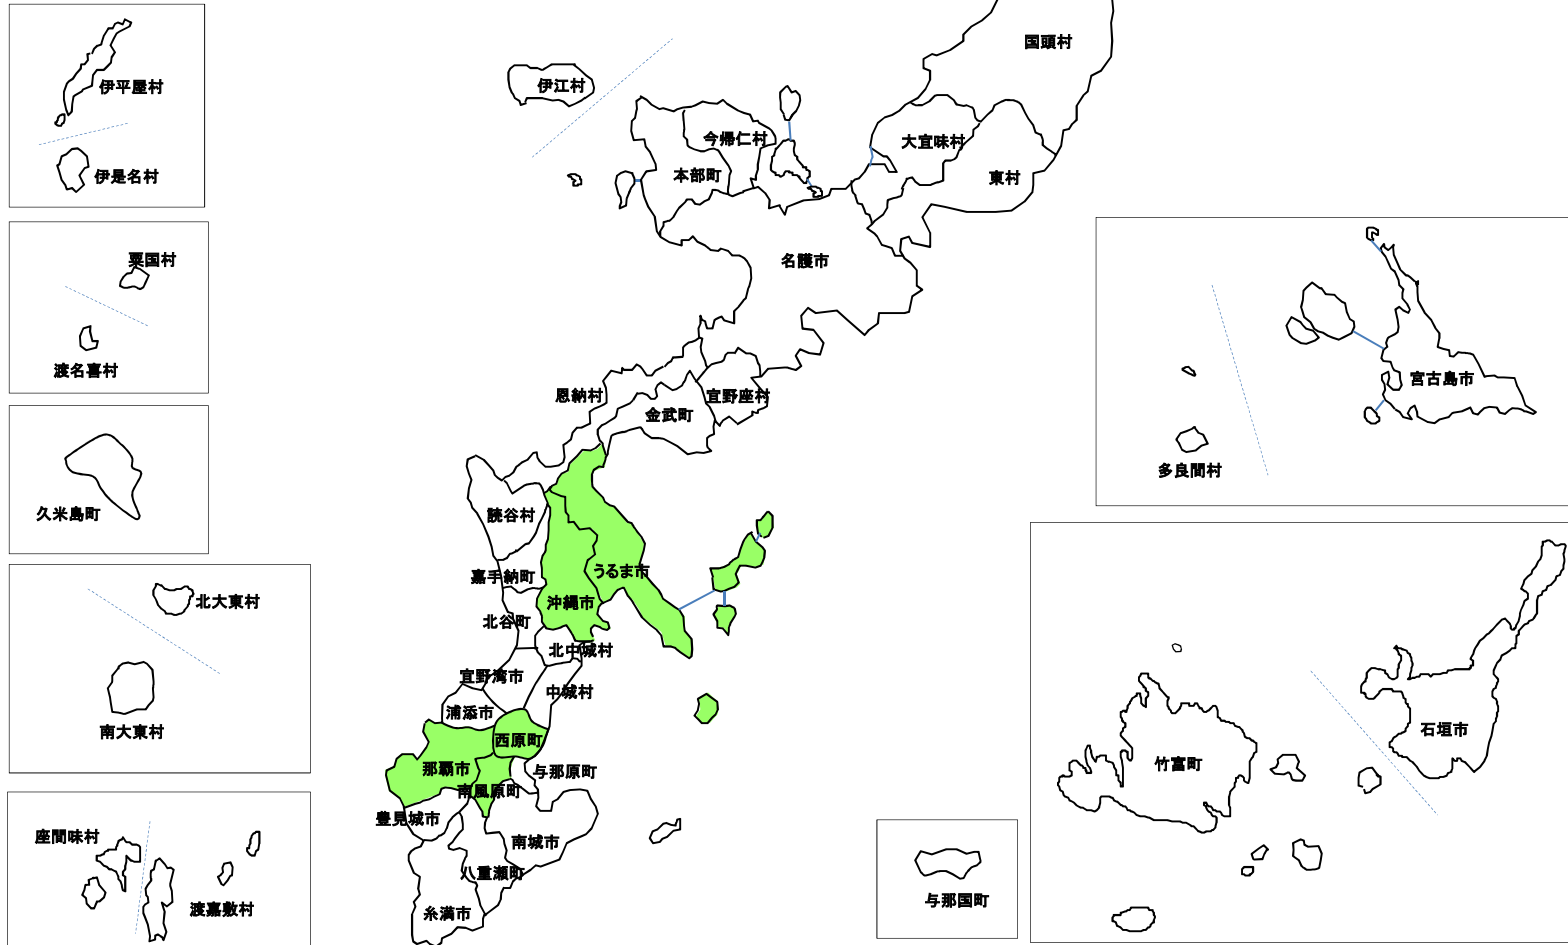 国頭村
伊平屋村
伊江村
今帰仁村
大宜味村
本部町
東村
伊是名村
粟国村
名護市
渡名喜村
恩納村
宜野座村
金武町
宮古島市
多良間村
久米島町
読谷村
嘉手納町
うるま市
沖縄市
北大東村
北谷町
北中城村
宜野湾市
中城村
浦添市
南大東村
西原町
石垣市
那覇市
与那原町
竹富町
南風原町
豊見城市
座間味村
南城市
八重瀬町
与那国町
渡嘉敷村
糸満市